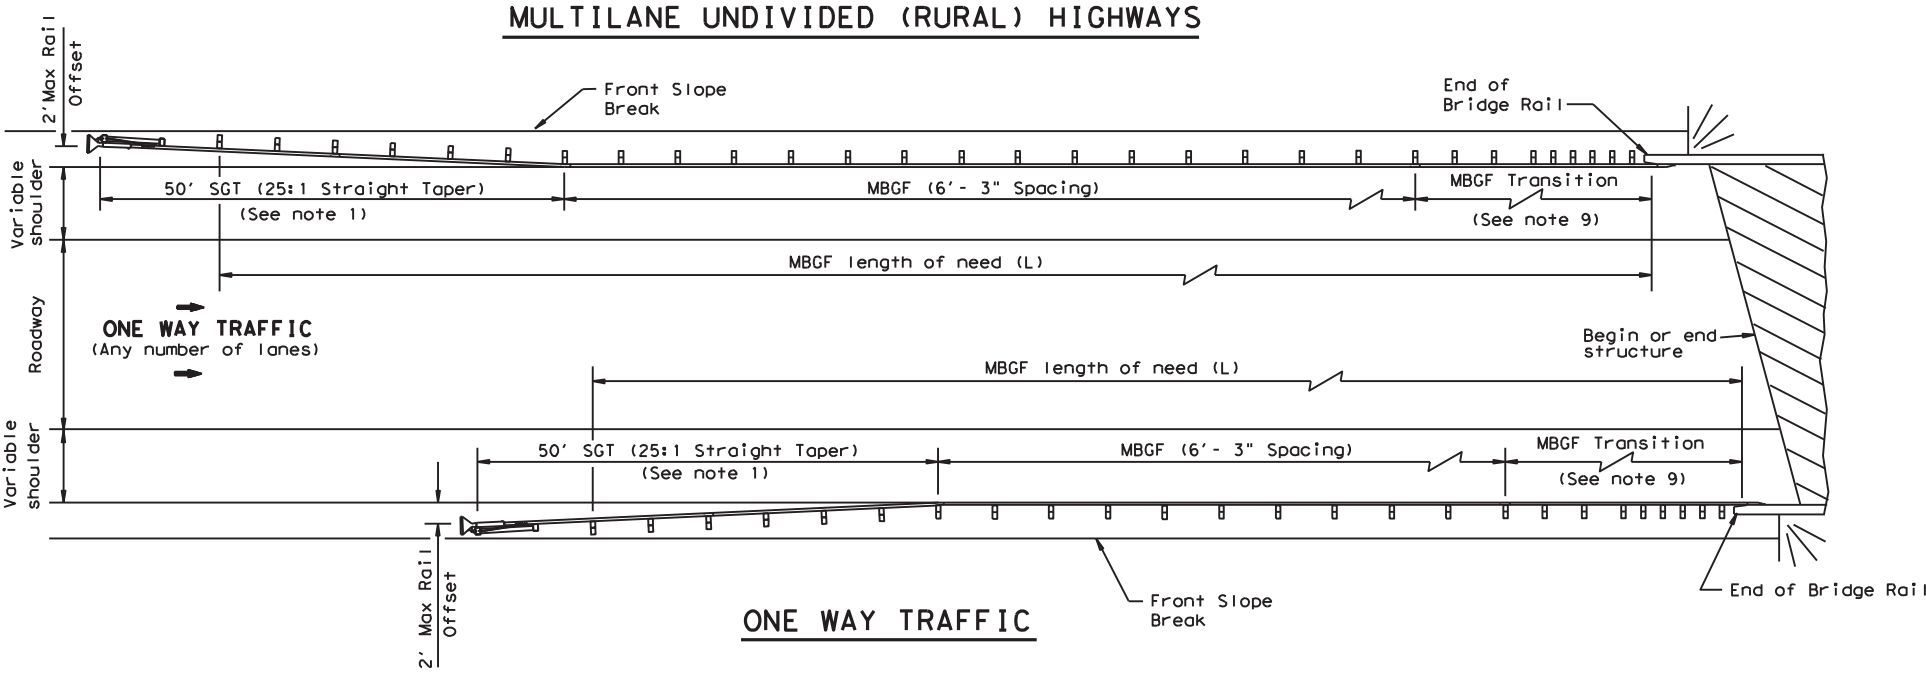 MULTILANE UNDIVIDED (RURAL) HIGHWAYS
2' Max Rail
Offset
Front Slope
Break
End of
Bridge Rail
Variable
shoulder
50' SGT (25:1 Straight Taper)
(See note 1)
MBGF (6'- 3" Spacing)
MBGF Transition
(See note 9)
MBGF length of need (L)
Roadway
ONE WAY TRAFFIC
(Any number of lanes)
Begin or end
structure
MBGF length of need (L)
Variable
shoulder
50' SGT (25:1 Straight Taper)
(See note 1)
MBGF (6'- 3" Spacing)
MBGF Transition
(See note 9)
2' Max Rail
Offset
Front Slope
Break
End of Bridge Rail
ONE WAY TRAFFIC